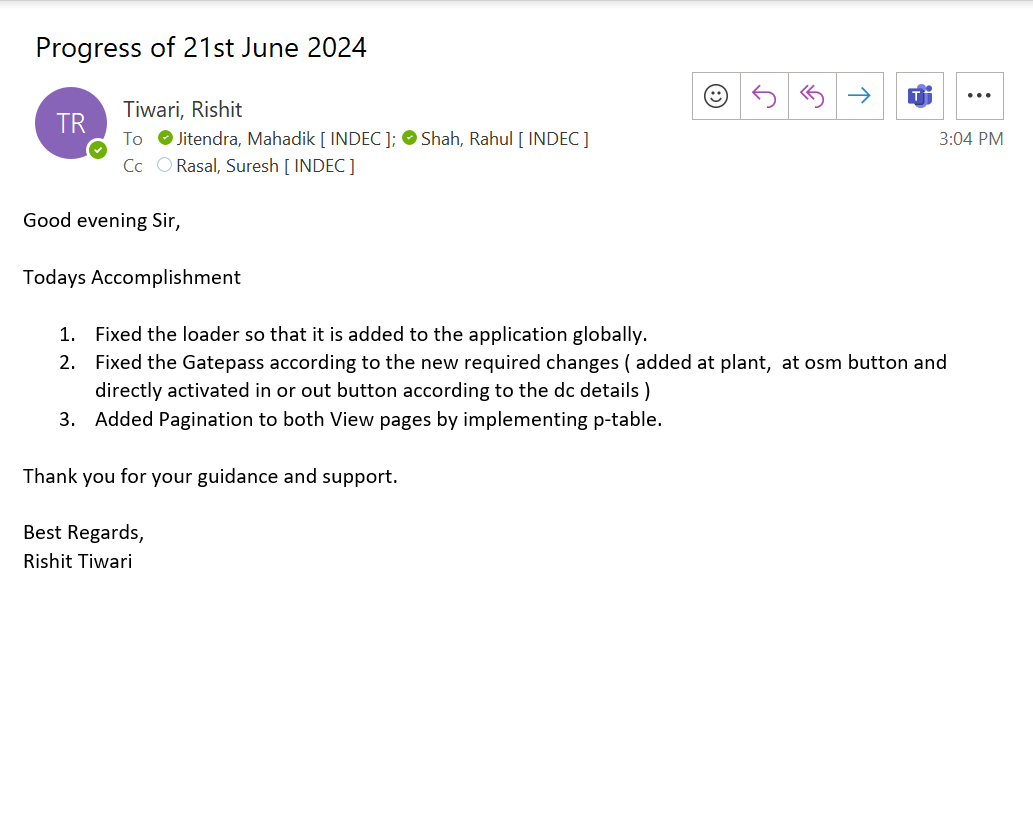 Progress of 21st June 2024
TR
Tiwari, Rishit
To Jitendra, Mahadik [ INDEC ]; Shah, Rahul [ INDEC ]
3:04 PM
Cc Rasal, Suresh [ INDEC ]
Good evening Sir,
Todays Accomplishment
1. Fixed the loader so that it is added to the application globally.
2. Fixed the Gatepass according to the new required changes ( added at plant,  at osm button and
directly activated in or out button according to the dc details )
3. Added Pagination to both View pages by implementing p-table.
Thank you for your guidance and support.
Best Regards,
Rishit Tiwari